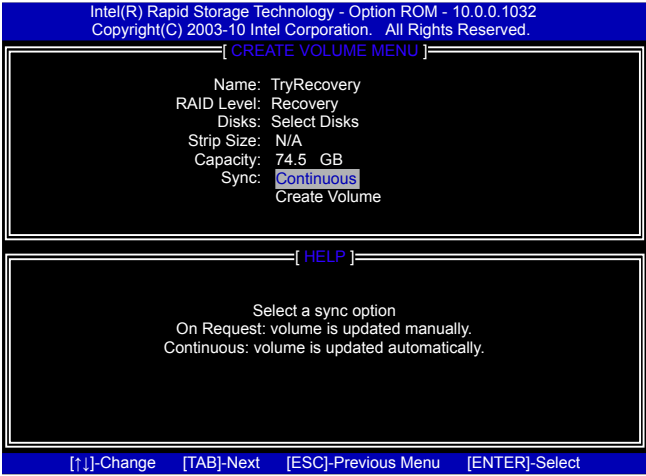 Intel(R) Rapid Storage Technology - Option ROM - 10.0.0.1032
Copyright(C) 2003-10 Intel Corporation. All Rights Reserved.
[ CREATE VOLUME MENU ]
Name: TryRecovery
RAID Level: Recovery
Disks: Select Disks
Strip Size: N/A
Capacity: 74.5 GB
Sync: Continuous
Create Volume
[ HELP ]
Select a sync option
On Request: volume is updated manually.
Continuous: volume is updated automatically.
[↑↓]-Change [TAB]-Next [ESC]-Previous Menu [ENTER]-Select